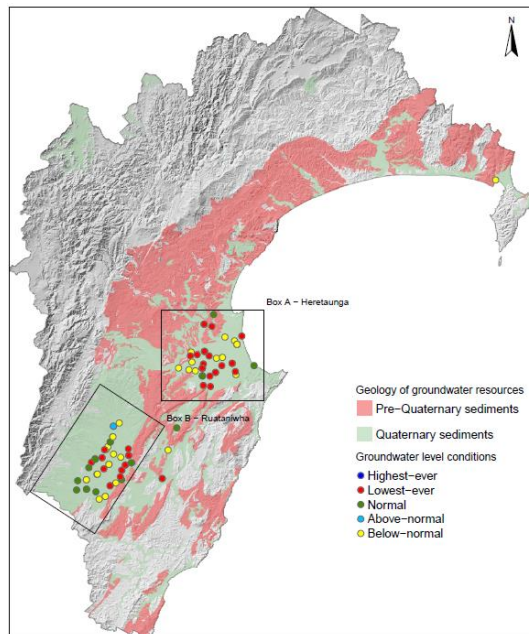 N
Box A – Heretaunga
Box B – Ruataniwha
Geology of groundwater resources
Pre-Quaternary sediments
Quaternary sediments
Groundwater level conditions
Highest-ever
Lowest-ever
Normal
Above-normal
Below-normal